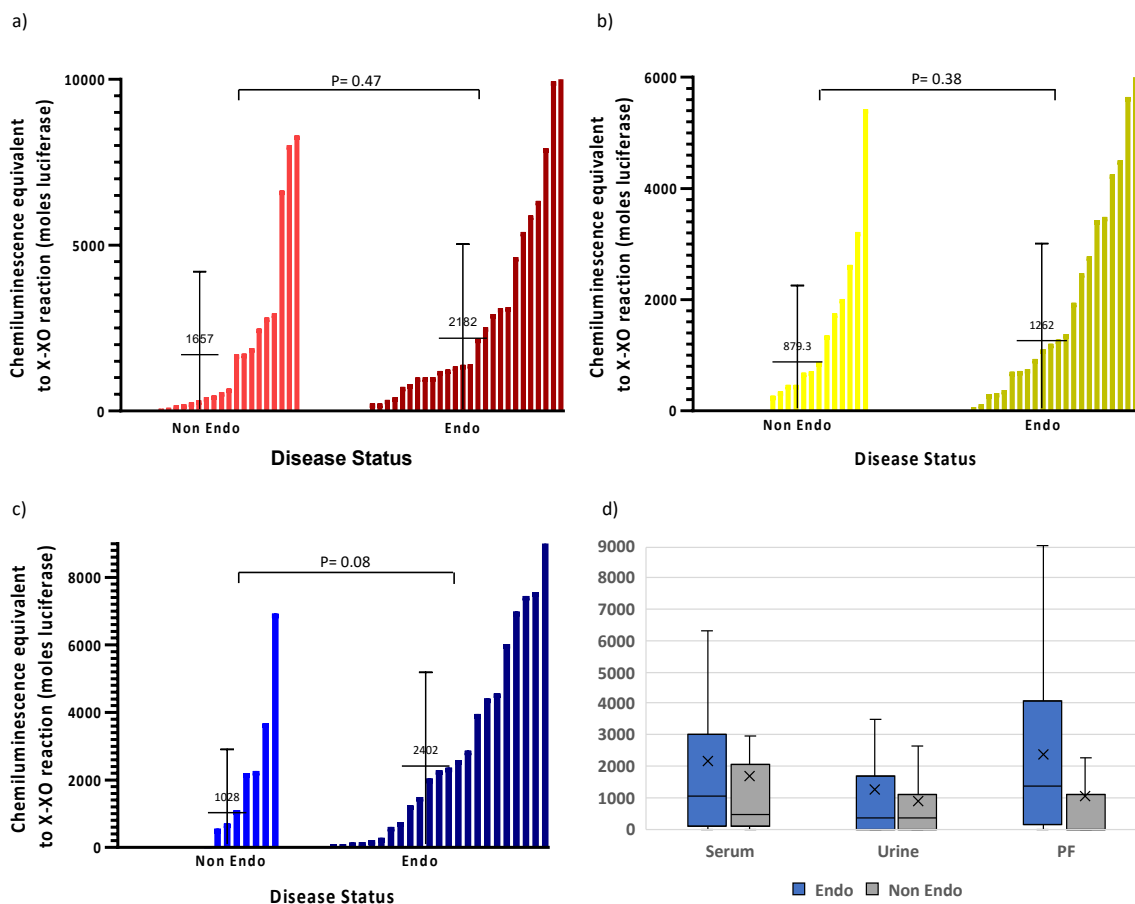 a)
Chemiluminescence equivalent
to X-XO reaction (moles luciferase)
10000
5000
0
P= 0.47
1657
2182
Non Endo
Endo
Disease Status
b)
Chemiluminescence equivalent
to X-XO reaction (moles luciferase)
6000
4000
2000
0
P= 0.38
879.3
1262
Non Endo
Endo
Disease Status
c)
Chemiluminescence equivalent
to X-XO reaction (moles luciferase)
8000
6000
4000
2000
0
P= 0.08
1028
2402
Non Endo
Endo
Disease Status
d)
9000
8000
7000
6000
5000
4000
3000
2000
1000
0
Serum
Urine
PF
Endo
Non Endo